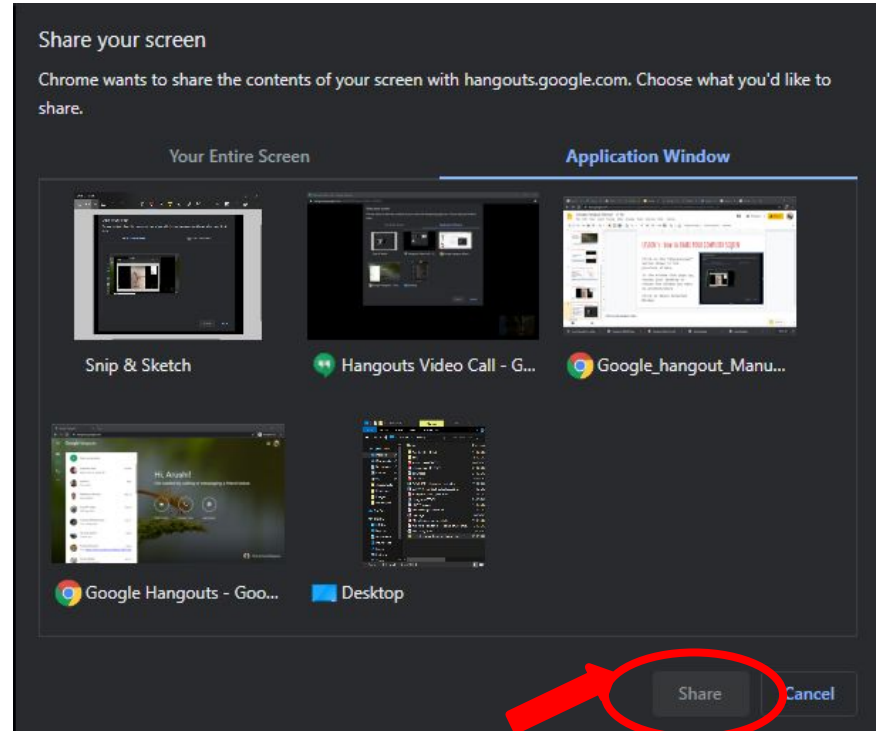 Share your screen
Chrome wants to share the contents of your screen with hangouts.google.com. Choose what you'd like to
share.
Your Entire Screen
Application Window
Snip & Sketch
Hangouts Video Call - G...
Google_hangout_Manu...
Hi, Anushi!
Google Hangouts - Goo...
Desktop
Share
Cancel